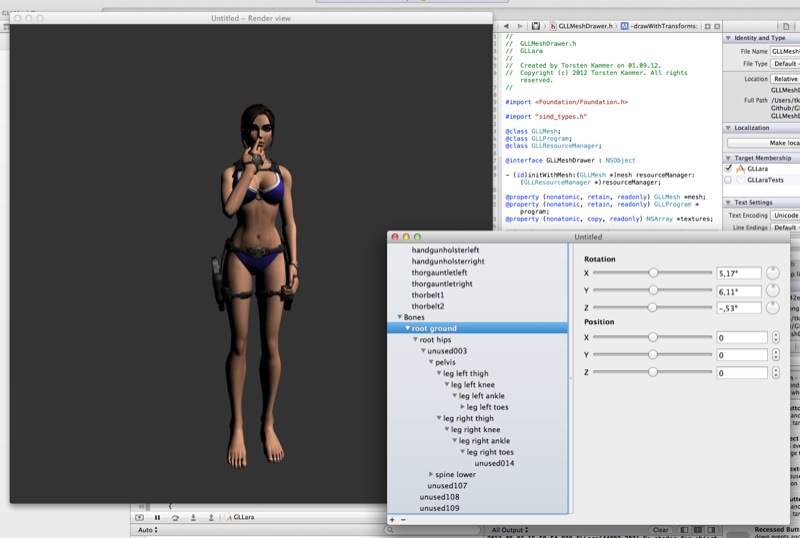 Untitled – Render view
GLLMeshDrawer.h
-drawWithTransforms:
//
// GLLMeshDrawer.h
// GLLara
//
// Created by Torsten Kammer on 01.09.12.
// Copyright (c) 2012 Torsten Kammer. All rights
reserved.
//
#import <Foundation/Foundation.h>
#import "simd_types.h"
@class GLLMesh;
@class GLLProgram;
@class GLLResourceManager;
@interface GLLMeshDrawer : NSObject
- (id)initWithMesh:(GLLMesh *)mesh resourceManager:
(GLLResourceManager *)resourceManager;
@property (nonatomic, retain, readonly) GLLMesh *mesh;
@property (nonatomic, retain, readonly) GLLProgram *
program;
@property (nonatomic, copy, readonly) NSArray *textures;
Identity and Type
File Name GLLMeshD
File Type Default -
Location Relative
GLLMeshD
Full Path /Users/tk
Github/GL
GLLMeshD
Localization
Make loca
Target Membership
GLLara
GLLaraTests
Text Settings
Text Encoding Unicode
Line Endings Default -
Untitled
handgunholsterleft
handgunholsterright
thorgauntletleft
thorgauntletright
thorbelt1
thorbelt2
Bones
root ground
root hips
unused003
pelvis
leg left thigh
leg left knee
leg left ankle
leg left toes
leg right thigh
leg right knee
leg right ankle
leg right toes
unused014
spine lower
unused107
unused108
unused109
Rotation
X 5,17°
Y 6,11°
Z -,53°
Position
X 0
Y 0
Z 0
+ −
{
GLLara
Auto
All Output
Clear
Recessed Butt
down events an